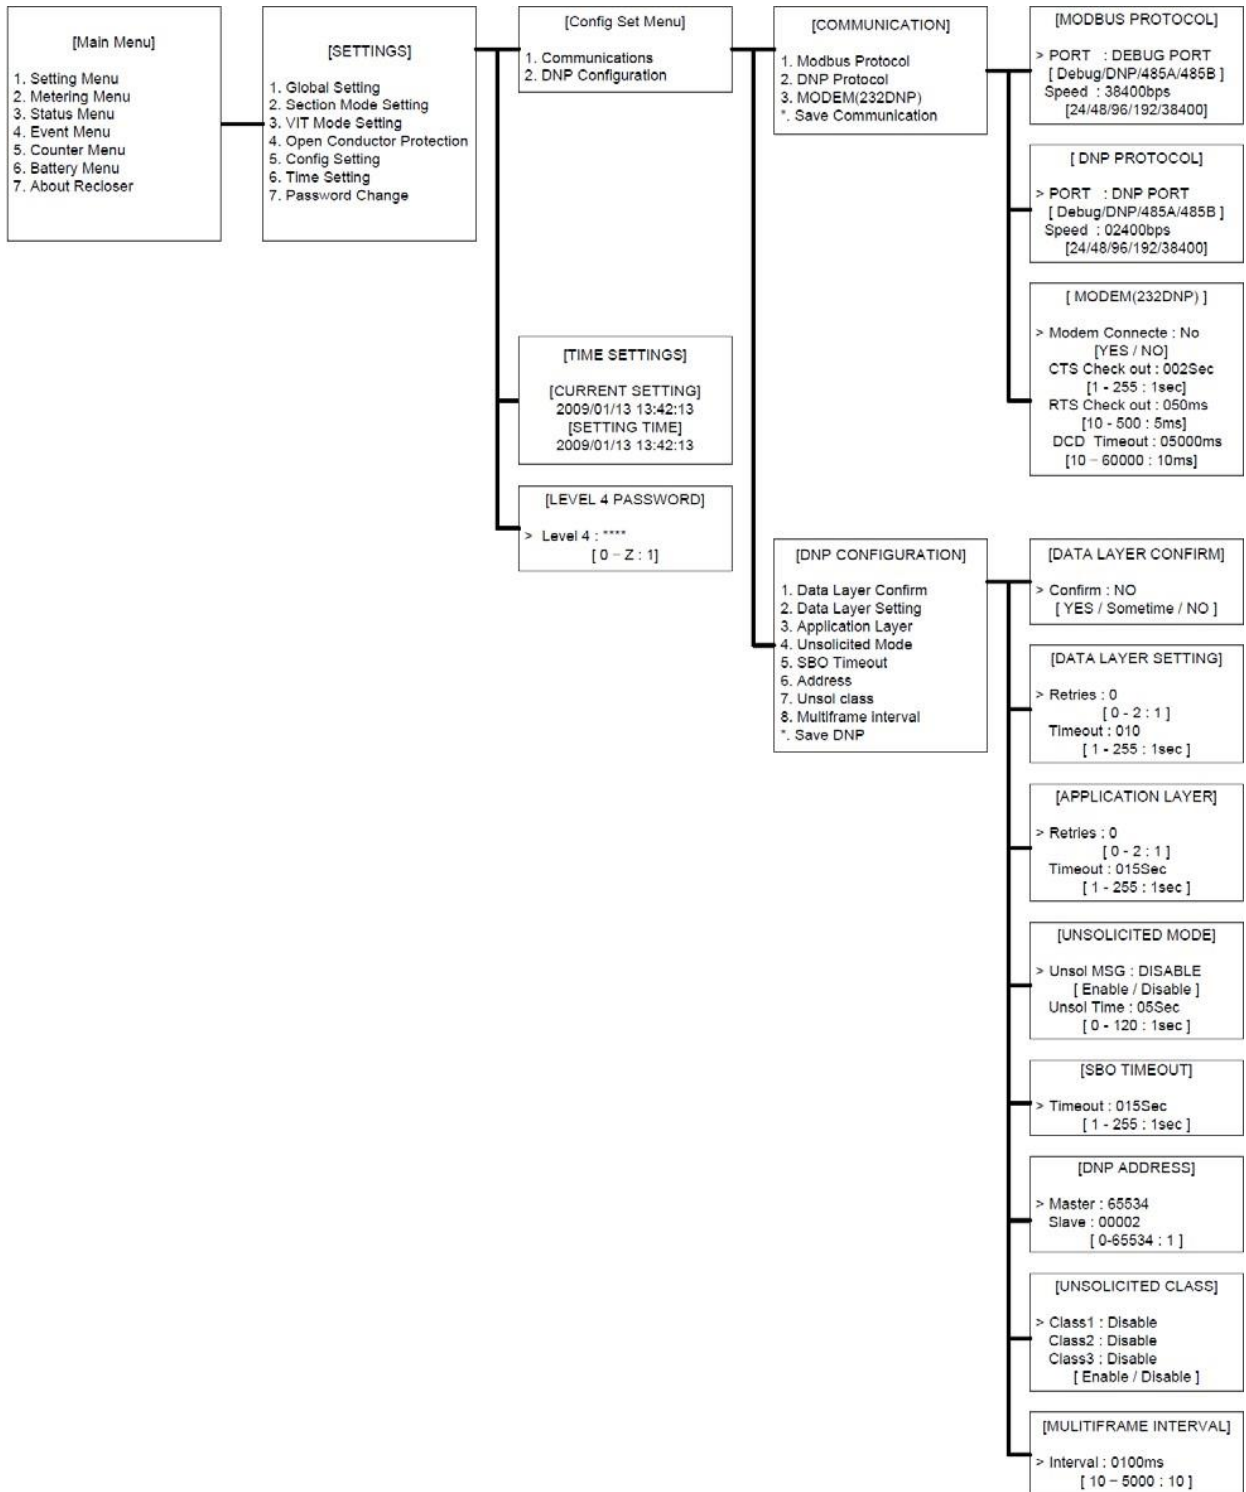 [Main Menu]
1. Setting Menu
2. Metering Menu
3. Status Menu
4. Event Menu
5. Counter Menu
6. Battery Menu
7. About Recloser
[SETTINGS]
1. Global Setting
2. Section Mode Setting
3. VIT Mode Setting
4. Open Conductor Protection
5. Config Setting
6. Time Setting
7. Password Change
[Config Set Menu]
1. Communications
2. DNP Configuration
[TIME SETTINGS]
[CURRENT SETTING]
2009/01/13 13:42:13
[SETTING TIME]
2009/01/13 13:42:13
[LEVEL 4 PASSWORD]
> Level 4 : ****
[ 0 – Z : 1]
[COMMUNICATION]
1. Modbus Protocol
2. DNP Protocol
3. MODEM(232DNP)
*. Save Communication
[DNP CONFIGURATION]
1. Data Layer Confirm
2. Data Layer Setting
3. Application Layer
4. Unsolicited Mode
5. SBO Timeout
6. Address
7. Unsol class
8. Multiframe Interval
*. Save DNP
[MODBUS PROTOCOL]
> PORT : DEBUG PORT
[ Debug/DNP/485A/485B ]
Speed : 38400bps
[24/48/96/192/38400]
[ DNP PROTOCOL]
> PORT : DNP PORT
[ Debug/DNP/485A/485B ]
Speed : 02400bps
[24/48/96/192/38400]
[ MODEM(232DNP) ]
> Modem Connecte : No
[YES / NO]
CTS Check out : 002Sec
[1 - 255 : 1sec]
RTS Check out : 050ms
[10 - 500 : 5ms]
DCD Timeout : 05000ms
[10 – 60000 : 10ms]
[DATA LAYER CONFIRM]
> Confirm : NO
[ YES / Sometime / NO ]
[DATA LAYER SETTING]
> Retries : 0
[ 0 - 2 : 1 ]
Timeout : 010
[ 1 - 255 : 1sec ]
[APPLICATION LAYER]
> Retries : 0
[ 0 - 2 : 1 ]
Timeout : 015Sec
[ 1 - 255 : 1sec ]
[UNSOLICITED MODE]
> Unsol MSG : DISABLE
[ Enable / Disable ]
Unsol Time : 05Sec
[ 0 - 120 : 1sec ]
[SBO TIMEOUT]
> Timeout : 015Sec
[ 1 - 255 : 1sec ]
[DNP ADDRESS]
> Master : 65534
Slave : 00002
[ 0-65534 : 1 ]
[UNSOLICITED CLASS]
> Class1 : Disable
Class2 : Disable
Class3 : Disable
[ Enable / Disable ]
[MULITIFRAME INTERVAL]
> Interval : 0100ms
[ 10 – 5000 : 10 ]